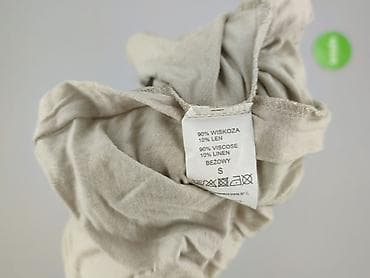 90% WISKOZA
10% LEN
90% VISCOSE
10% LINEN
BEŻOWY
S